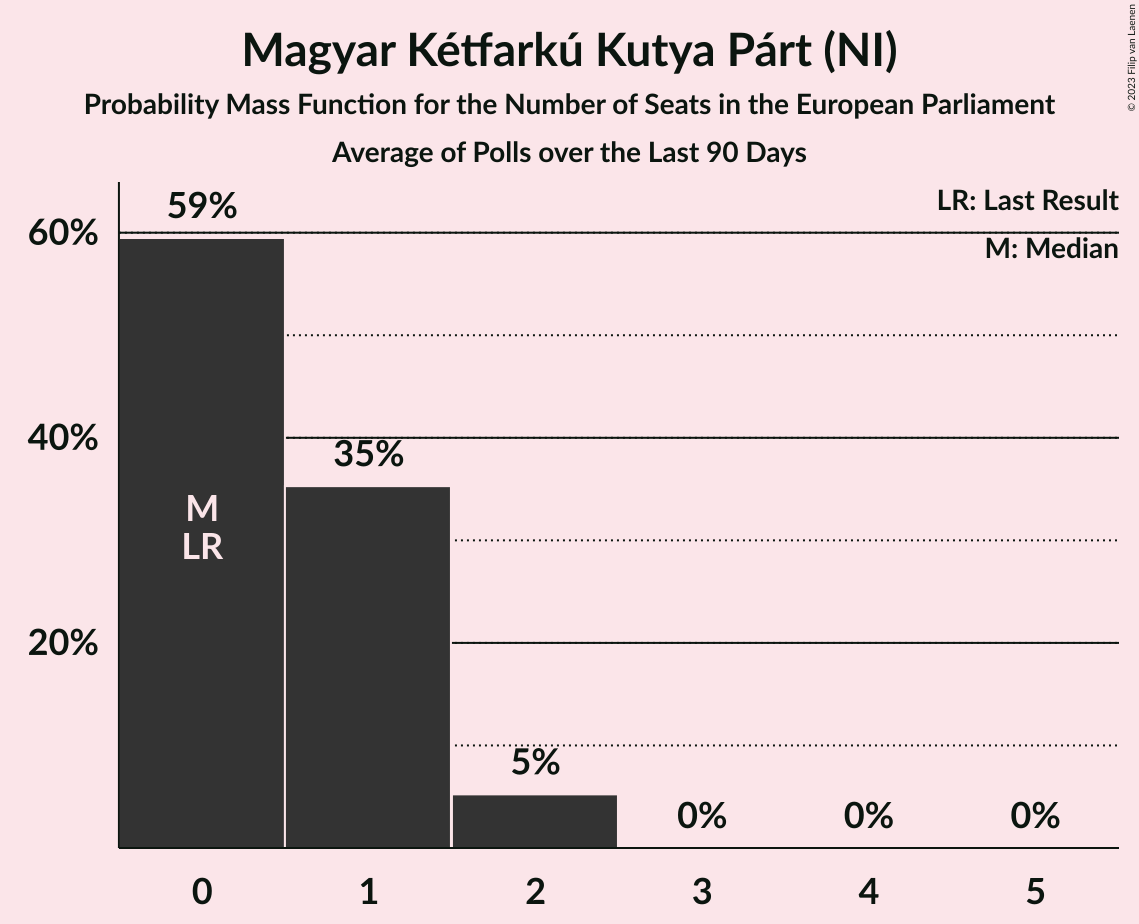 Magyar Kétfarkú Kutya Párt (NI)
Probability Mass Function for the Number of Seats in the European Parliament
Average of Polls over the Last 90 Days
© 2023 Filip van Laenen
LR: Last Result
M: Median
59%
60%
40%
35%
M
LR
20%
5%
0%
0%
0%
0
1
2
3
4
5